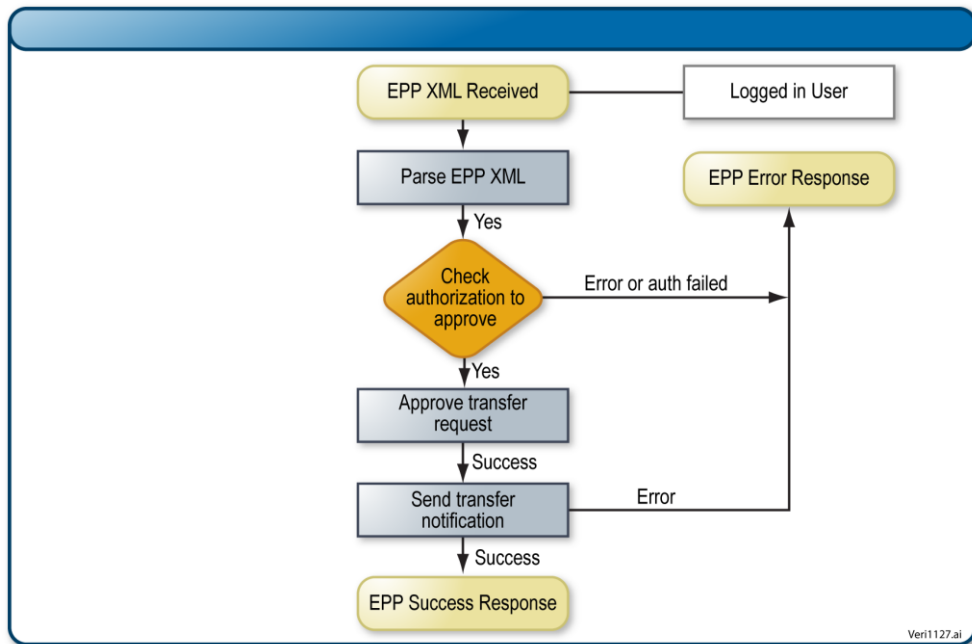 EPP XML Received
Logged in User
Parse EPP XML
EPP Error Response
Yes
Check
authorization to
approve
Error or auth failed
Yes
Approve transfer
request
Success
Send transfer
notification
Error
Success
EPP Success Response
Veri1127.ai